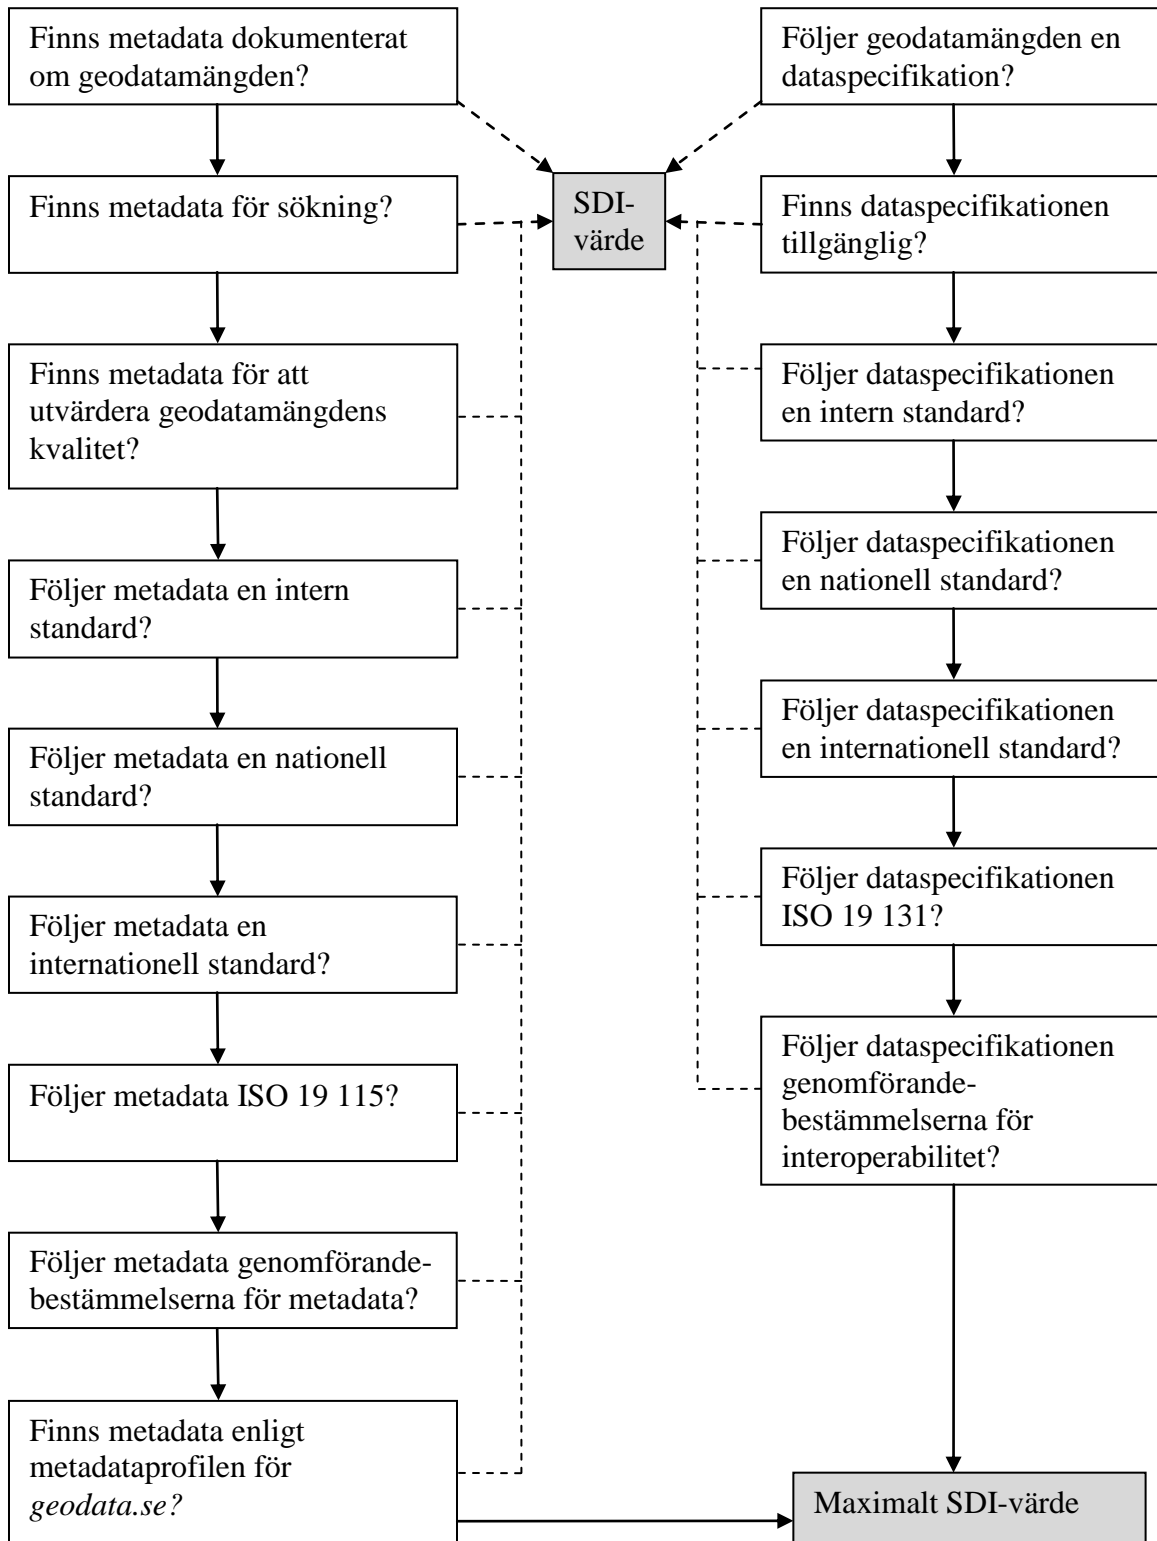 Finns metadata dokumenterat
om geodatamängden?
Finns metadata för sökning?
Finns metadata för att
utvärdera geodatamängdens
kvalitet?
Följer metadata en intern
standard?
Följer metadata en nationell
standard?
Följer metadata en
internationell standard?
Följer metadata ISO 19 115?
Följer metadata genomförande-
bestämmelserna för metadata?
Finns metadata enligt
metadataprofilen för
geodata.se?
SDI-
värde
Följer geodatamängden en
dataspecifikation?
Finns dataspecifikationen
tillgänglig?
Följer dataspecifikationen
en intern standard?
Följer dataspecifikationen
en nationell standard?
Följer dataspecifikationen
en internationell standard?
Följer dataspecifikationen
ISO 19 131?
Följer dataspecifikationen
genomförande-
bestämmelserna för
interoperabilitet?
Maximalt SDI-värde